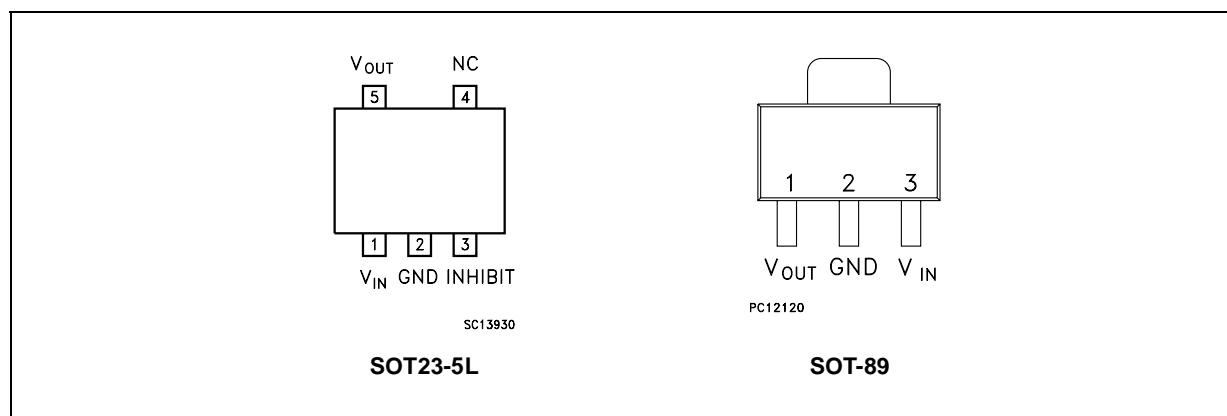 VOUT NC
5 4
1 2 3
VIN GND INHIBIT
SC13930
SOT23-5L
1 2 3
VOUT GND VIN
PC12120
SOT-89